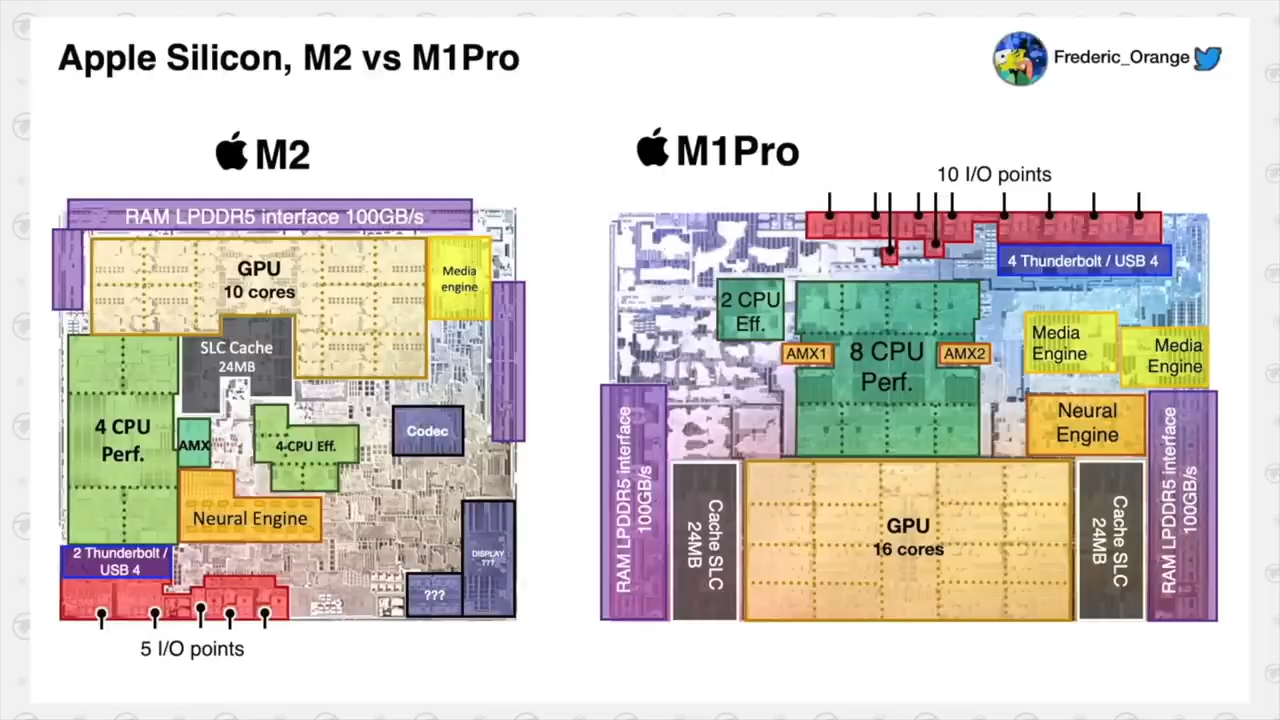 Apple Silicon, M2 vs M1Pro
Frederic_Orange
M2
RAM LPDDR5 interface 100GB/s
GPU
10 cores
Media
engine
SLC Cache
24MB
4 CPU
Perf.
AMX
4-CPU Eff.
Codec
Neural Engine
2 Thunderbolt /
USB 4
DISPLAY
???
???
5 I/O points
M1Pro
10 I/O points
4 Thunderbolt / USB 4
2 CPU
Eff.
AMX1
8 CPU
Perf.
AMX2
Media
Engine
Media
Engine
Neural
Engine
RAM LPDDR5 interface
100GB/s
Cache SLC
24MB
GPU
16 cores
Cache SLC
24MB
RAM LPDDR5 interface
100GB/s